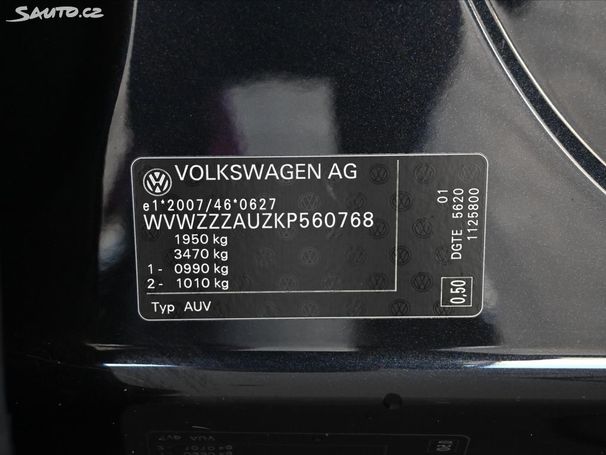 SAUTO.CZ
VOLKSWAGEN AG
e1*2007/46*0627
WVWZZZAUZKP560768
1950 kg
3470 kg
1 - 0990 kg
2 - 1010 kg
Typ AUV
01
DGTE 5620
1125800
0,50